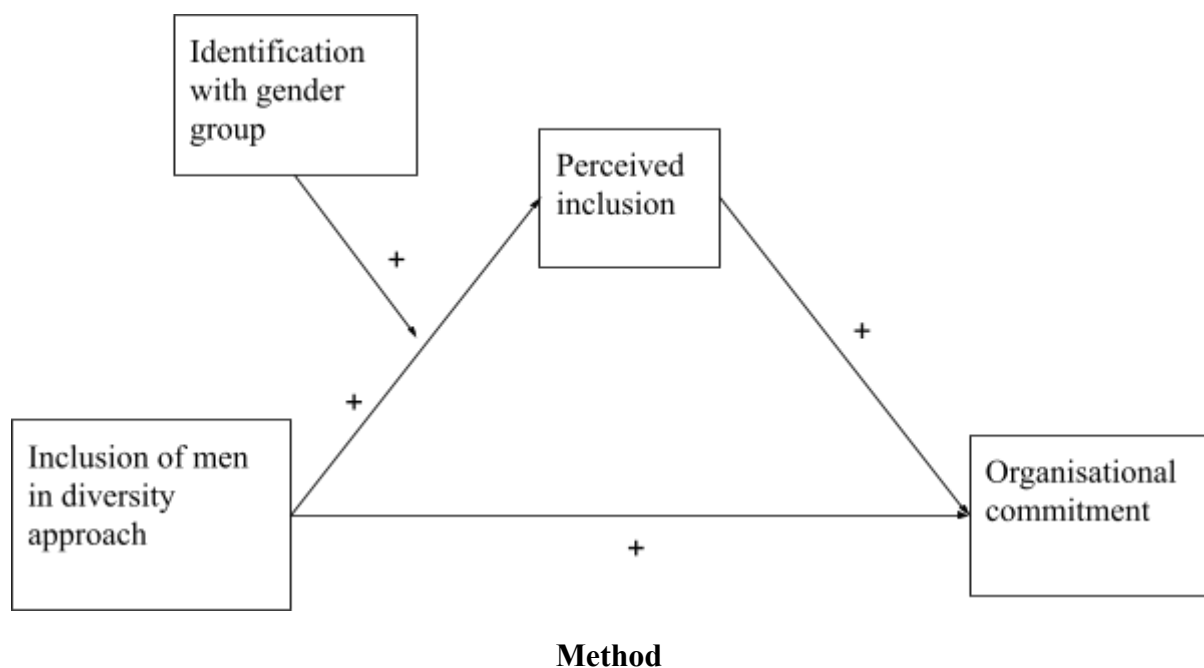 Identification
with gender
group
Perceived
inclusion
+
+
+
Inclusion of men
in diversity
approach
Organisational
commitment
+
Method